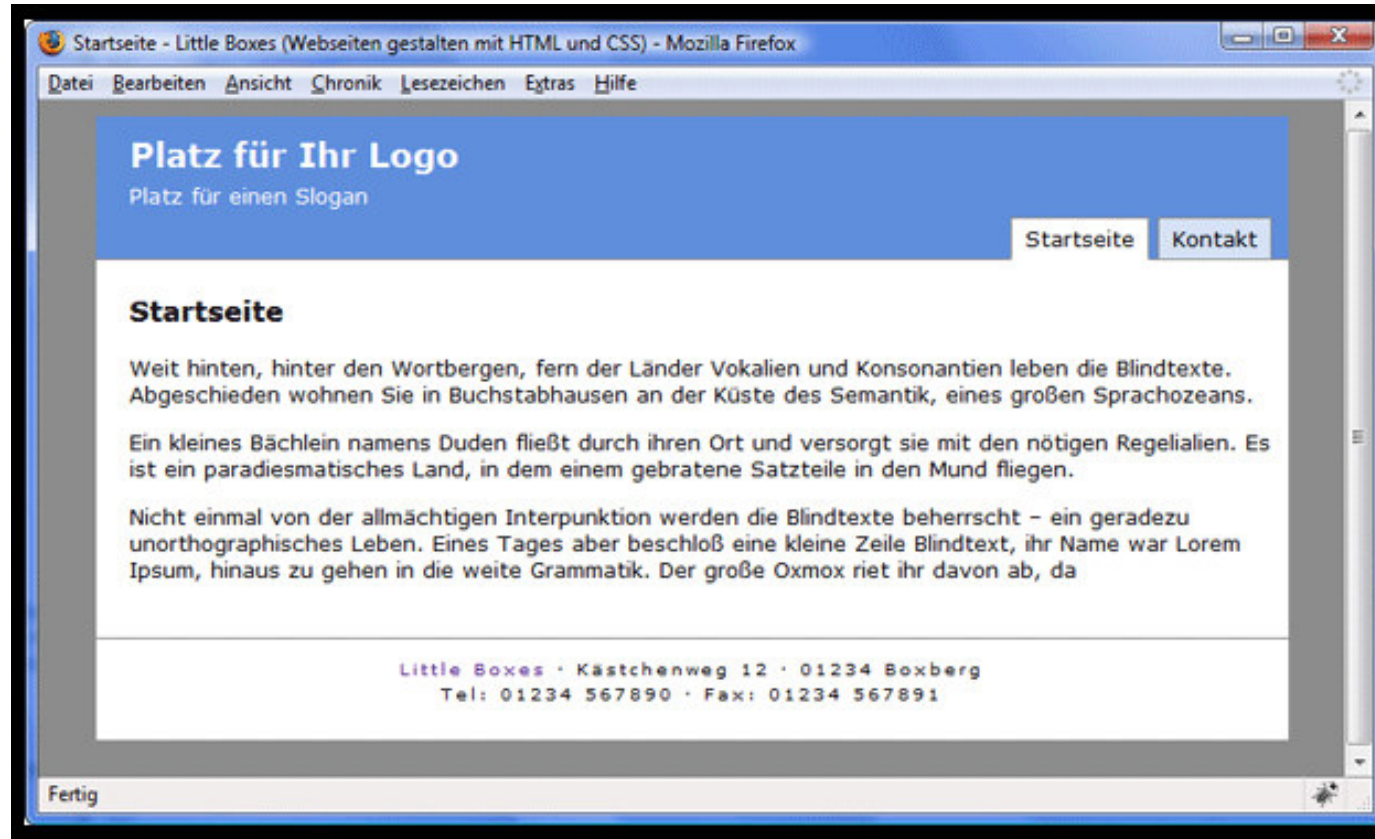 Startseite - Little Boxes (Webseiten gestalten mit HTML und CSS) - Mozilla Firefox
Datei Bearbeiten Ansicht Chronik Lesezeichen Extras Hilfe
Platz für Ihr Logo
Platz für einen Slogan
Startseite Kontakt
Startseite
Weit hinten, hinter den Wortbergen, fern der Länder Vokalien und Konsonantien leben die Blindtexte.
Abgeschieden wohnen Sie in Buchstabhausen an der Küste des Semantik, eines großen Sprachozeans.
Ein kleines Bächlein namens Duden fließt durch ihren Ort und versorgt sie mit den nötigen Regelialien. Es
ist ein paradiesmatisches Land, in dem einem gebratene Satzteile in den Mund fliegen.
Nicht einmal von der allmächtigen Interpunktion werden die Blindtexte beherrscht – ein geradezu
unorthographisches Leben. Eines Tages aber beschloß eine kleine Zeile Blindtext, ihr Name war Lorem
Ipsum, hinaus zu gehen in die weite Grammatik. Der große Oxmox riet ihr davon ab, da
Little Boxes · Kästchenweg 12 · 01234 Boxberg
Tel: 01234 567890 · Fax: 01234 567891
Fertig